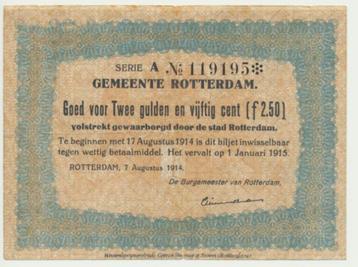 SERIE A № 119195✻
GEMEENTE ROTTERDAM.
Goed voor Twee gulden en vijftig cent (f 2.50)
volstrekt gewaarborgd door de stad Rotterdam.
Te beginnen met 17 Augustus 1914 is dit biljet inwisselbaar
tegen wettig betaalmiddel. Het vervalt op 1 Januari 1915.
ROTTERDAM, 7 Augustus 1914.
De Burgemeester van Rotterdam,